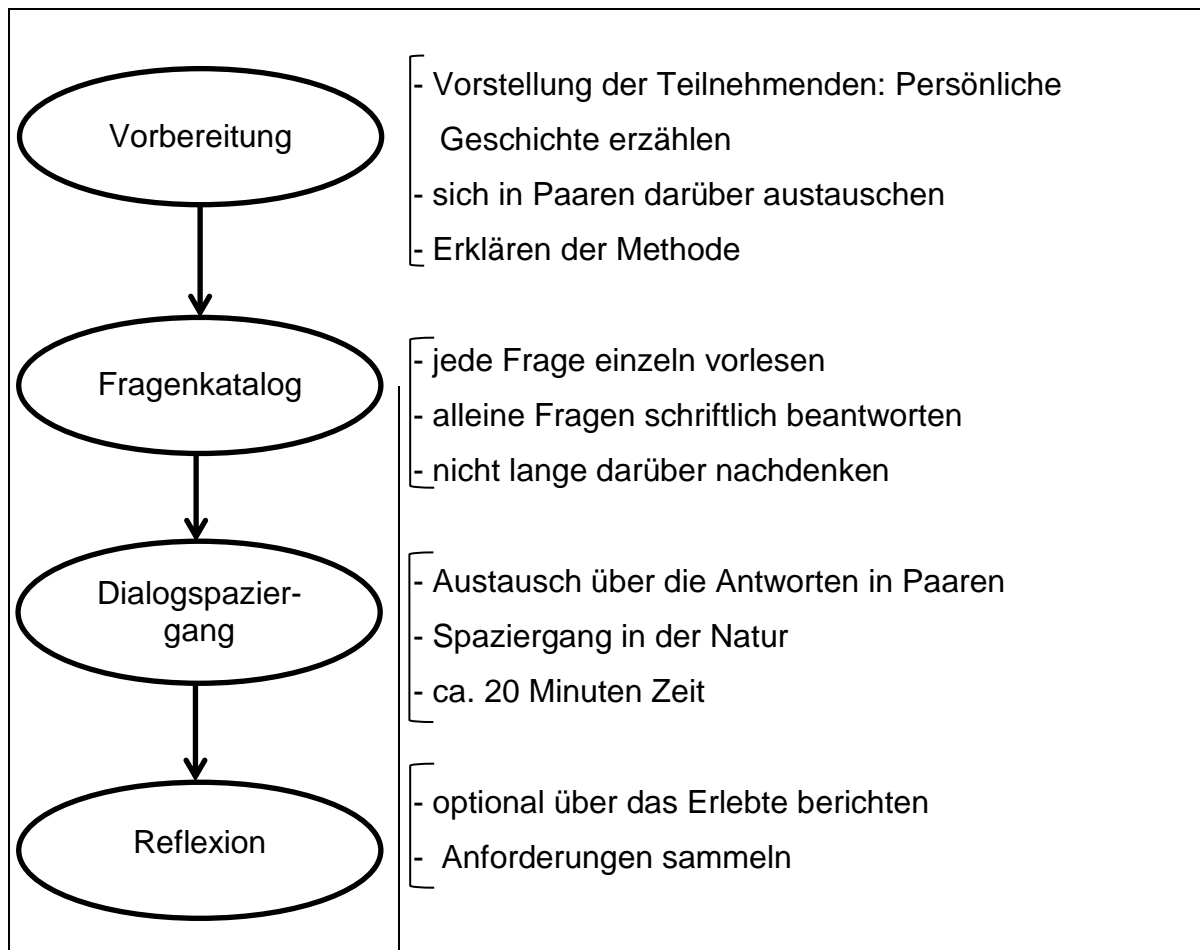 Vorbereitung
- Vorstellung der Teilnehmenden: Persönliche
Geschichte erzählen
- sich in Paaren darüber austauschen
- Erklären der Methode
Fragenkatalog
- jede Frage einzeln vorlesen
- alleine Fragen schriftlich beantworten
- nicht lange darüber nachdenken
Dialogspazier-
gang
- Austausch über die Antworten in Paaren
- Spaziergang in der Natur
- ca. 20 Minuten Zeit
Reflexion
- optional über das Erlebte berichten
- Anforderungen sammeln